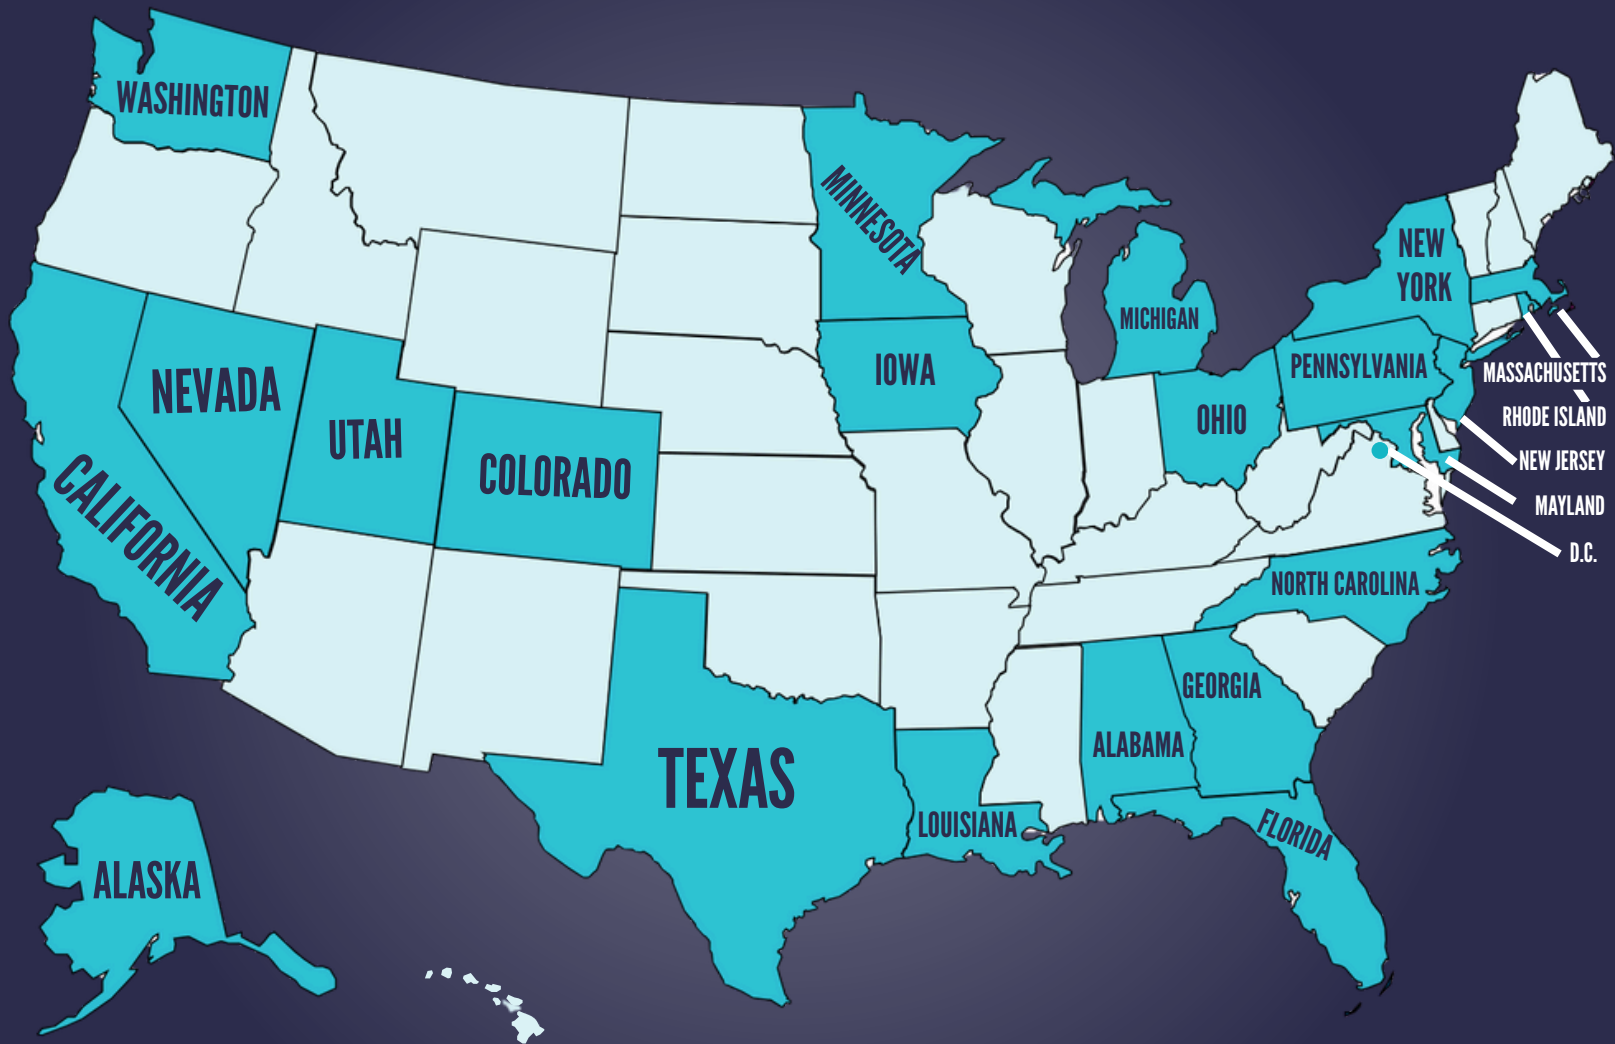 WASHINGTON
MINNESOTA
NEW
YORK
MICHIGAN
IOWA
PENNSYLVANIA
MASSACHUSETTS
NEVADA
UTAH
OHIO
RHODE ISLAND
COLORADO
NEW JERSEY
MAYLAND
CALIFORNIA
D.C.
NORTH CAROLINA
GEORGIA
ALABAMA
TEXAS
LOUISIANA
FLORIDA
ALASKA